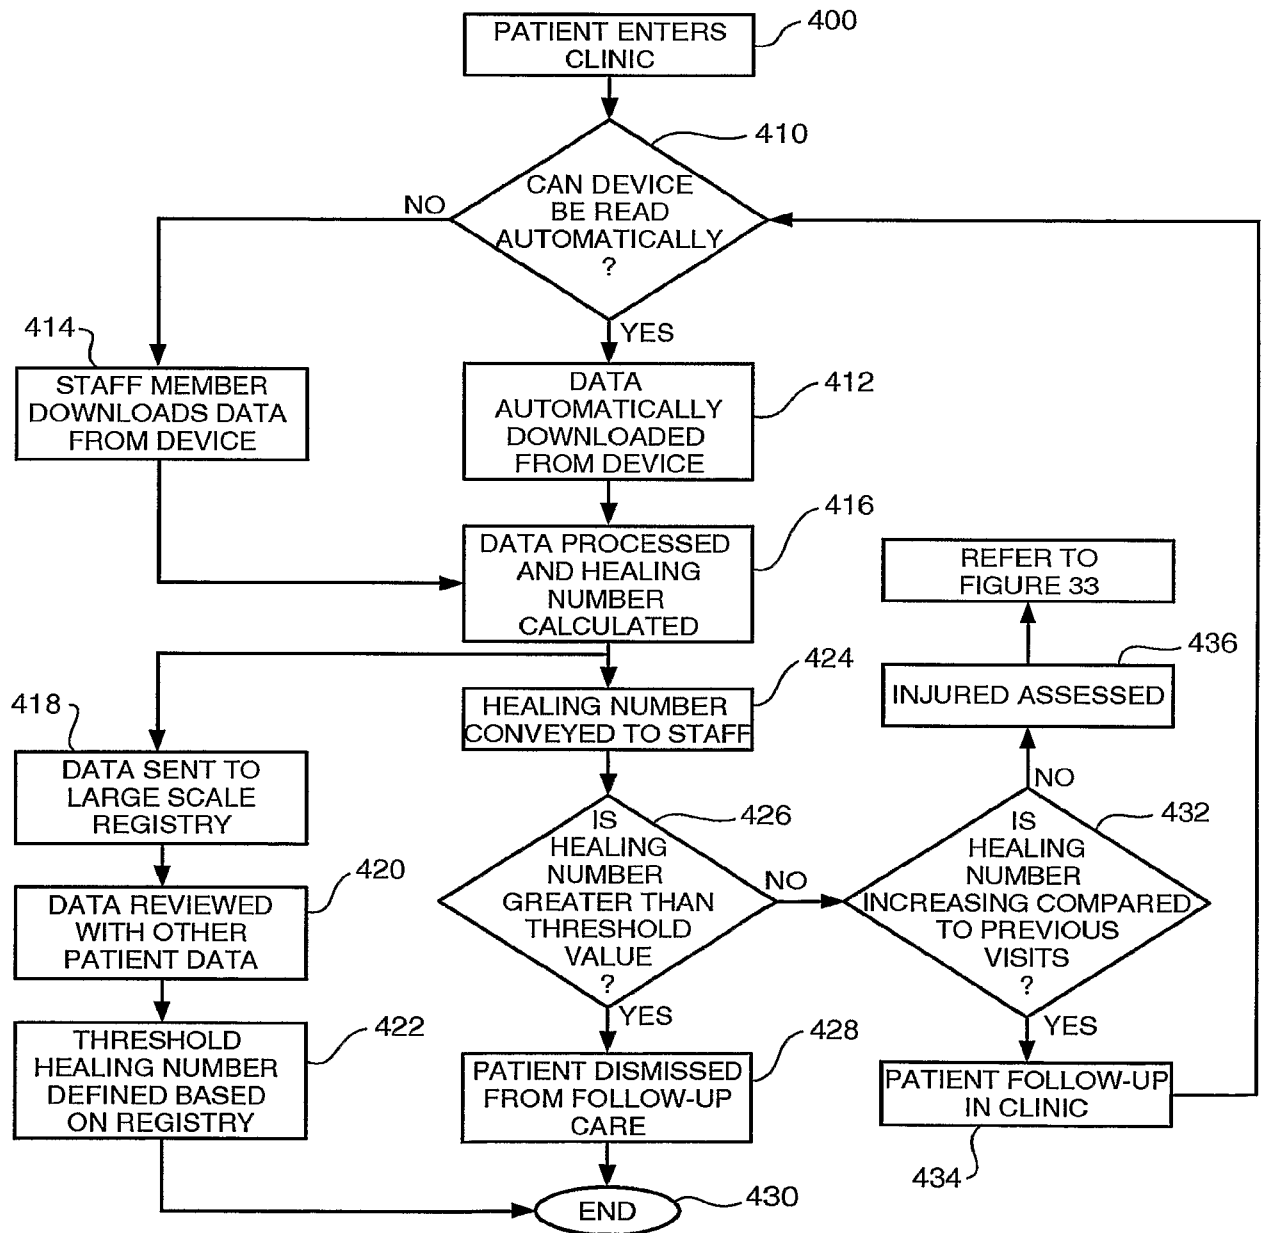 PATIENT ENTERS
CLINIC
400
410
CAN DEVICE
BE READ
AUTOMATICALLY
?
NO
YES
414
STAFF MEMBER
DOWNLOADS DATA
FROM DEVICE
DATA
AUTOMATICALLY
DOWNLOADED
FROM DEVICE
412
416
DATA PROCESSED
AND HEALING
NUMBER
CALCULATED
REFER TO
FIGURE 33
436
INJURED ASSESSED
424
HEALING NUMBER
CONVEYED TO STAFF
418
DATA SENT TO
LARGE SCALE
REGISTRY
420
DATA REVIEWED
WITH OTHER
PATIENT DATA
422
THRESHOLD
HEALING NUMBER
DEFINED BASED
ON REGISTRY
426
IS
HEALING
NUMBER
GREATER THAN
THRESHOLD
VALUE
?
NO
YES
NO
432
IS
HEALING
NUMBER
INCREASING COMPARED
TO PREVIOUS
VISITS
?
YES
428
PATIENT DISMISSED
FROM FOLLOW-UP
CARE
PATIENT FOLLOW-UP
IN CLINIC
434
END
430